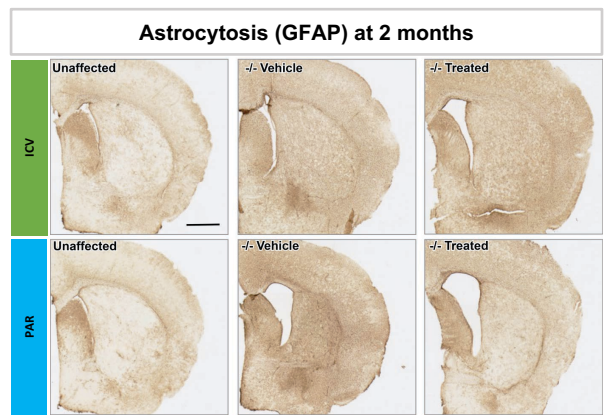 Astrocytosis (GFAP) at 2 months
ICV
Unaffected
-/- Vehicle
-/- Treated
PAR
Unaffected
-/- Vehicle
-/- Treated